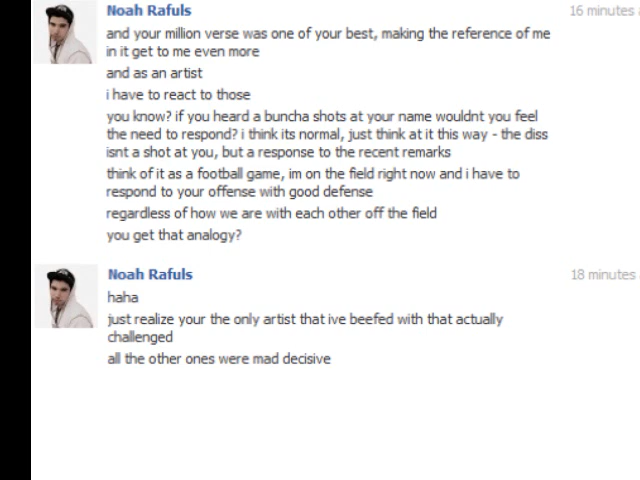 Noah Rafuls
16 minutes
and your million verse was one of your best, making the reference of me
in it get to me even more
and as an artist
i have to react to those
you know? if you heard a buncha shots at your name wouldnt you feel
the need to respond? i think its normal, just think at it this way - the diss
isnt a shot at you, but a response to the recent remarks
think of it as a football game, im on the field right now and i have to
respond to your offense with good defense
regardless of how we are with each other off the field
you get that analogy?
Noah Rafuls
18 minutes
haha
just realize your the only artist that ive beefed with that actually
challenged
all the other ones were mad decisive